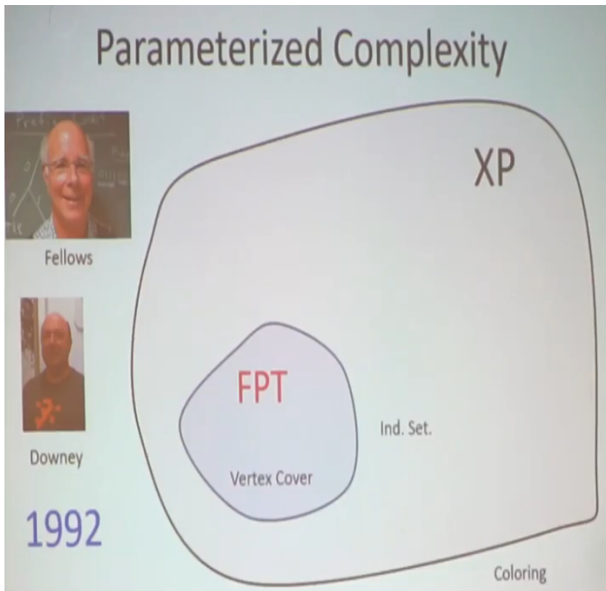 Parameterized Complexity
XP
Fellows
FPT
Ind. Set.
Downey
Vertex Cover
1992
Coloring